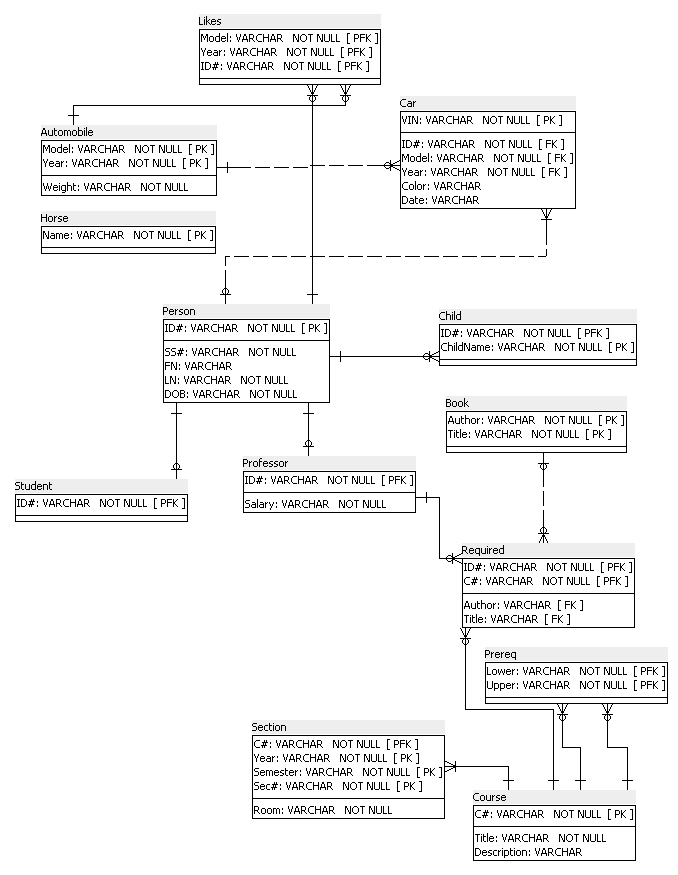 Likes
Model: VARCHAR NOT NULL [ PFK ]
Year: VARCHAR NOT NULL [ PFK ]
ID#: VARCHAR NOT NULL [ PFK ]
Car
VIN: VARCHAR NOT NULL [ PK ]
ID#: VARCHAR NOT NULL [ FK ]
Model: VARCHAR NOT NULL [ FK ]
Year: VARCHAR NOT NULL [ FK ]
Color: VARCHAR
Date: VARCHAR
Automobile
Model: VARCHAR NOT NULL [ PK ]
Year: VARCHAR NOT NULL [ PK ]
Weight: VARCHAR NOT NULL
Horse
Name: VARCHAR NOT NULL [ PK ]
Person
ID#: VARCHAR NOT NULL [ PK ]
SS#: VARCHAR NOT NULL
FN: VARCHAR
LN: VARCHAR NOT NULL
DOB: VARCHAR NOT NULL
Child
ID#: VARCHAR NOT NULL [ PFK ]
ChildName: VARCHAR NOT NULL [ PK ]
Book
Author: VARCHAR NOT NULL [ PK ]
Title: VARCHAR NOT NULL [ PK ]
Professor
ID#: VARCHAR NOT NULL [ PFK ]
Salary: VARCHAR NOT NULL
Student
ID#: VARCHAR NOT NULL [ PFK ]
Required
ID#: VARCHAR NOT NULL [ PFK ]
C#: VARCHAR NOT NULL [ PFK ]
Author: VARCHAR [ FK ]
Title: VARCHAR [ FK ]
Prereq
Lower: VARCHAR NOT NULL [ PFK ]
Upper: VARCHAR NOT NULL [ PFK ]
Section
C#: VARCHAR NOT NULL [ PFK ]
Year: VARCHAR NOT NULL [ PK ]
Semester: VARCHAR NOT NULL [ PK ]
Sec#: VARCHAR NOT NULL [ PK ]
Room: VARCHAR NOT NULL
Course
C#: VARCHAR NOT NULL [ PK ]
Title: VARCHAR NOT NULL
Description: VARCHAR